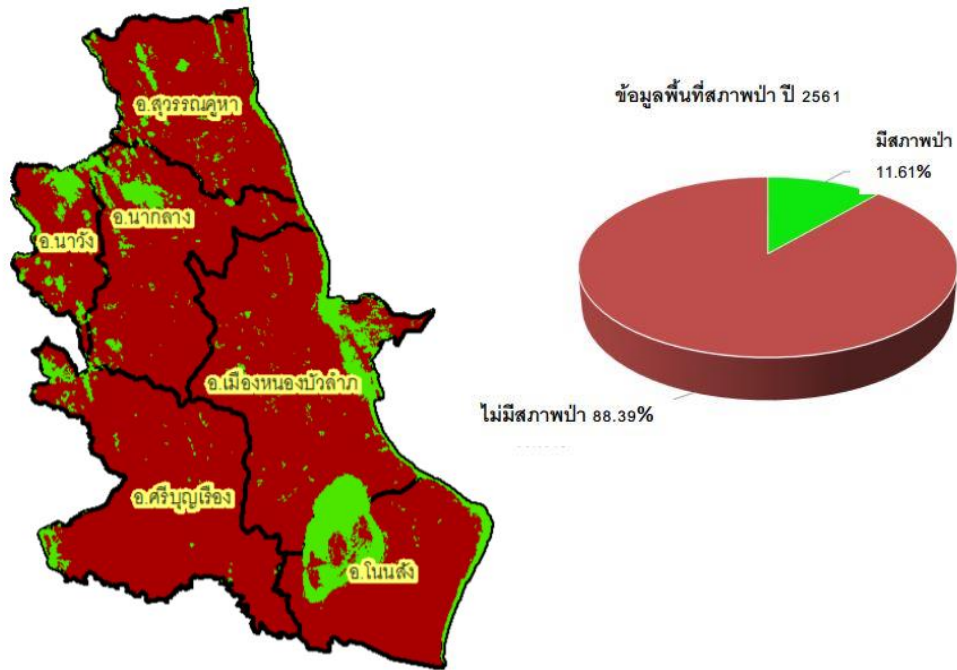 อ.สุวรรณคูหา
อ.นากลาง
อ.นาวัง
อ.เมืองหนองบัวลำภู
อ.ศรีบุญเรือง
อ.โนนสัง
ข้อมูลพื้นที่สภาพป่า ปี 2561
มีสภาพป่า
11.61%
ไม่มีสภาพป่า 88.39%